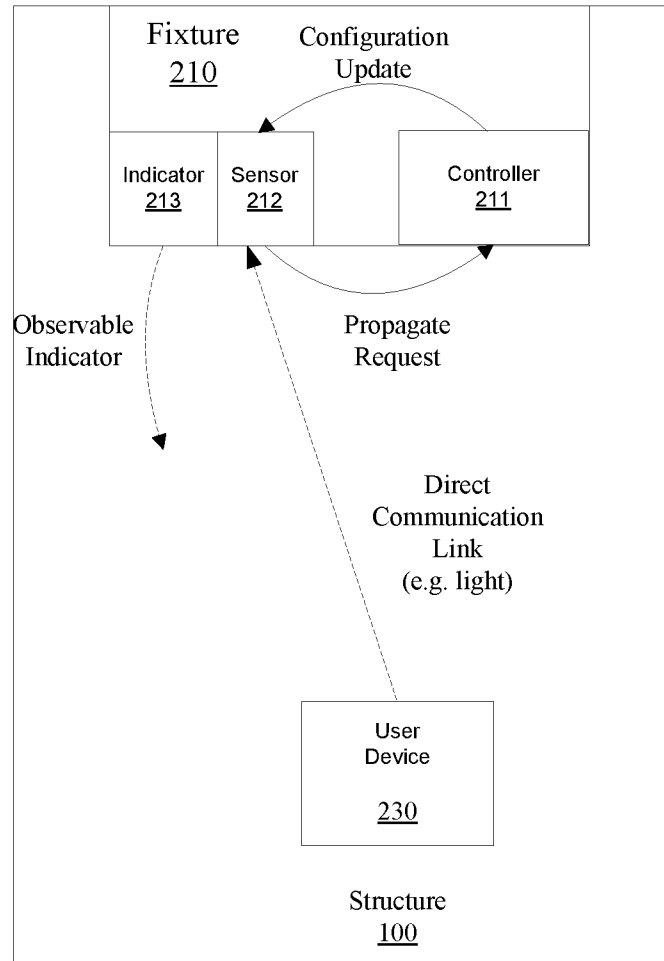 Fixture
210
Configuration
Update
Indicator
213
Sensor
212
Controller
211
Observable
Indicator
Propagate
Request
Direct
Communication
Link
(e.g. light)
User
Device
230
Structure
100